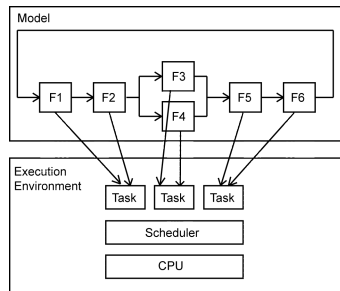 Model
F1
F2
F3
F4
F5
F6
Execution
Environment
Task
Task
Task
Scheduler
CPU